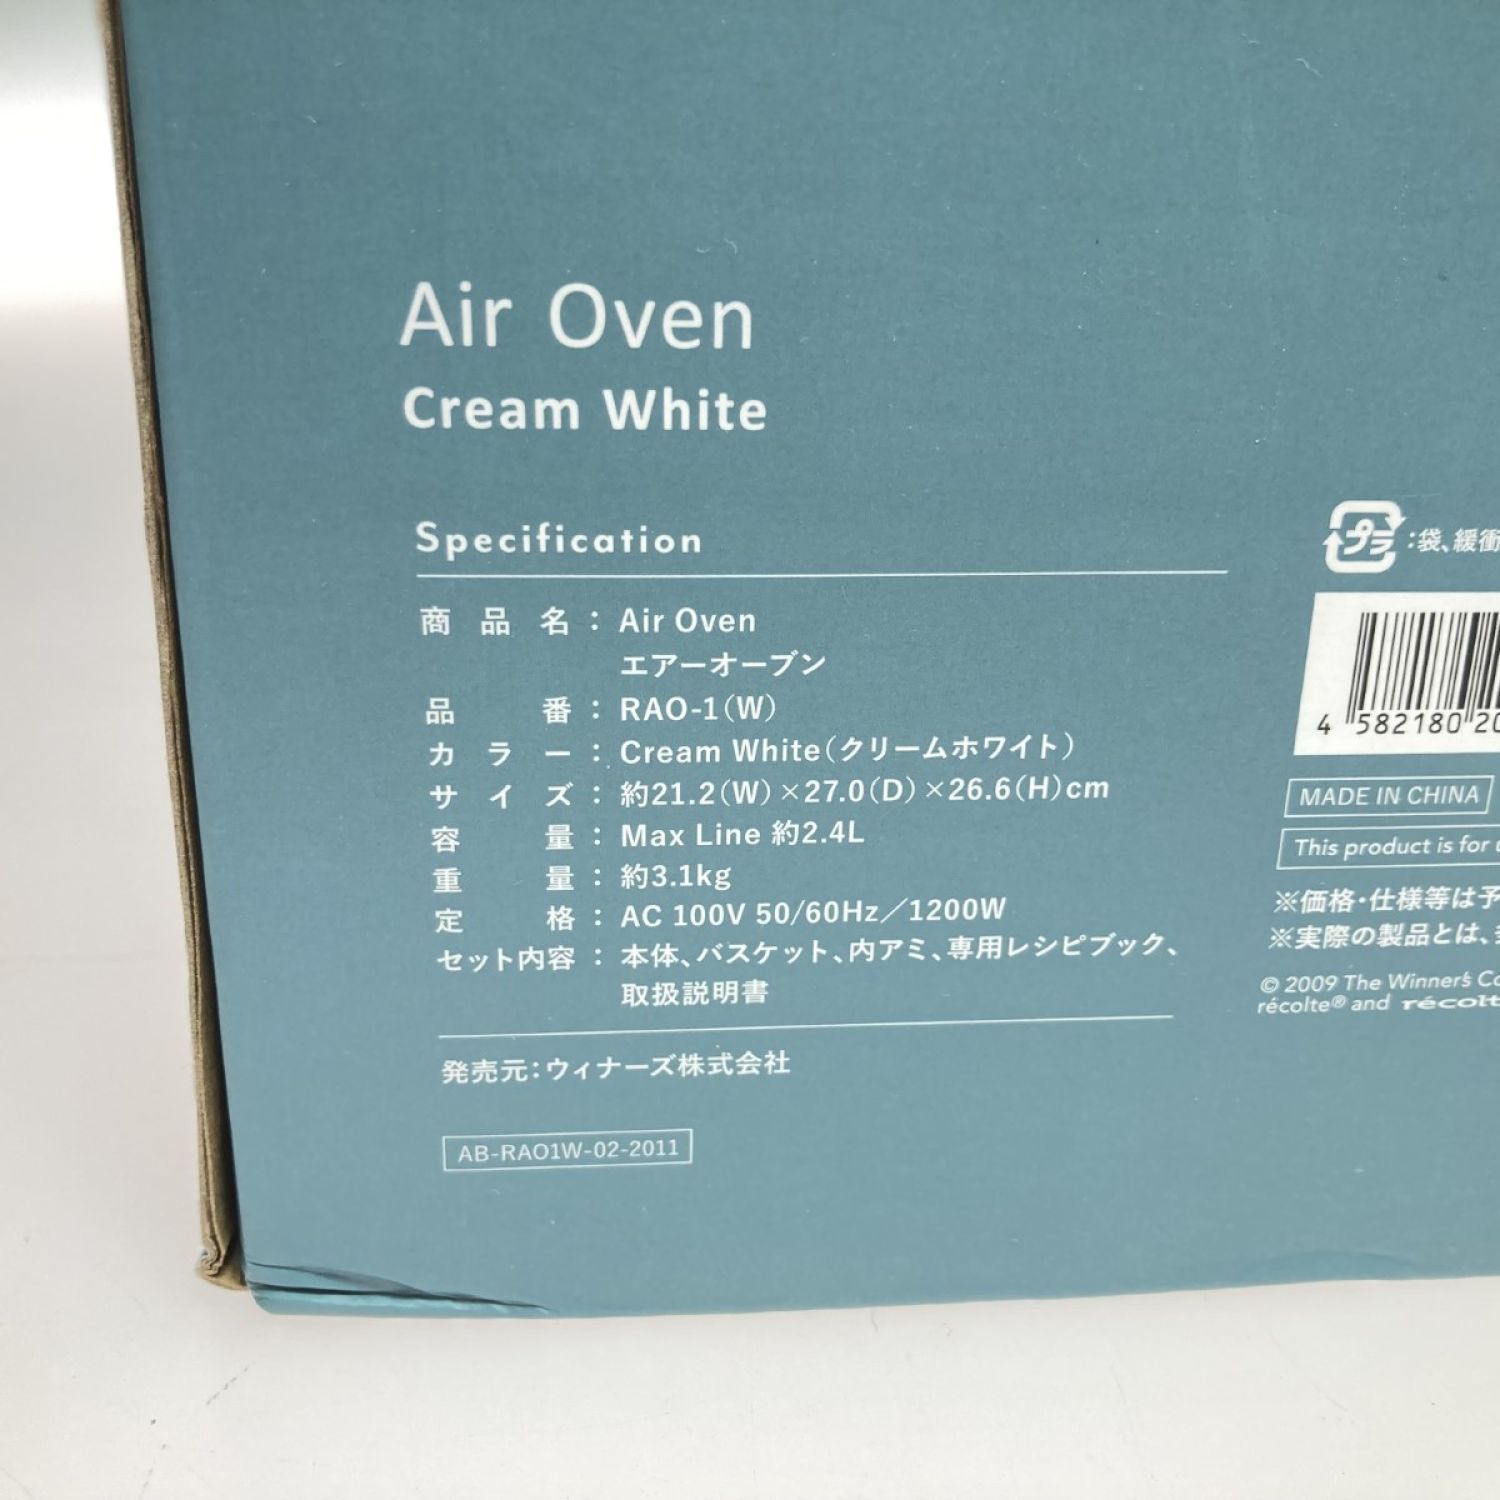 Air Oven
Cream White
Specification
商品名：Air Oven
エアーオーブン
品番：RAO-1(W)
カラー：Cream White(クリームホワイト)
サイズ：約21.2(W)×27.0(D)×26.6(H)cm
容量：Max Line 約2.4L
重量：約3.1kg
定格：AC 100V 50/60Hz／1200W
セット内容：本体、バスケット、内アミ、専用レシピブック、
取扱説明書
発売元：ウィナーズ株式会社
AB-RAO1W-02-2011
プラ：袋、緩衝
4 582180 20
MADE IN CHINA
This product is for
※価格・仕様等は予
※実際の製品とは、
© 2009 The Winner's Co
récolte® and récolt